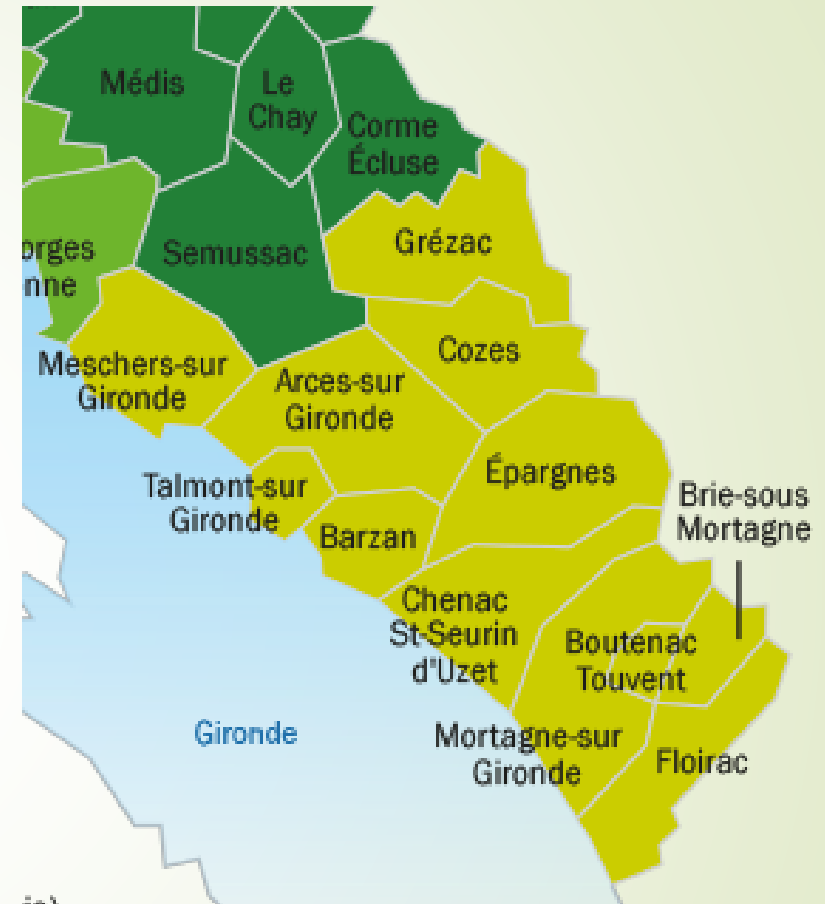 Médis
Le
Chay
Corme
Écluse
orges
nne
Semussac
Grézac
Meschers-sur
Gironde
Arces-sur
Gironde
Cozes
Talmont-sur
Gironde
Épargnes
Brie-sous
Mortagne
Barzan
Chenac
St-Seurin
d'Uzet
Boutenac
Touvent
Gironde
Mortagne-sur
Gironde
Floirac